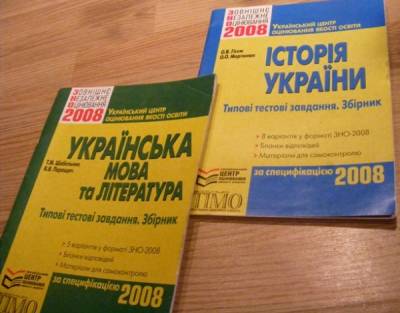 ЗОВНІШНЄ
НЕЗАЛЕЖНЕ
ОЦІНЮВАННЯ
2008
УКРАЇНСЬКИЙ ЦЕНТР
ОЦІНЮВАННЯ ЯКОСТІ ОСВІТИ
ІСТОРІЯ
УКРАЇНИ
Типові тестові завдання. Збірник
8 варіантів у форматі ЗНО-2008
Бланки відповідей
Матеріали для самоконтролю
ЦЕНТР
за специфікацією 2008
ЗОВНІШНЄ
НЕЗАЛЕЖНЕ
ОЦІНЮВАННЯ
2008
УКРАЇНСЬКИЙ ЦЕНТР
ОЦІНЮВАННЯ ЯКОСТІ ОСВІТИ
УКРАЇНСЬКА
МОВА
та ЛІТЕРАТУРА
Типові тестові завдання. Збірник
5 варіантів у форматі ЗНО-2008
Бланки відповідей
Матеріали для самоконтролю
ЦЕНТР
за специфікацією 2008